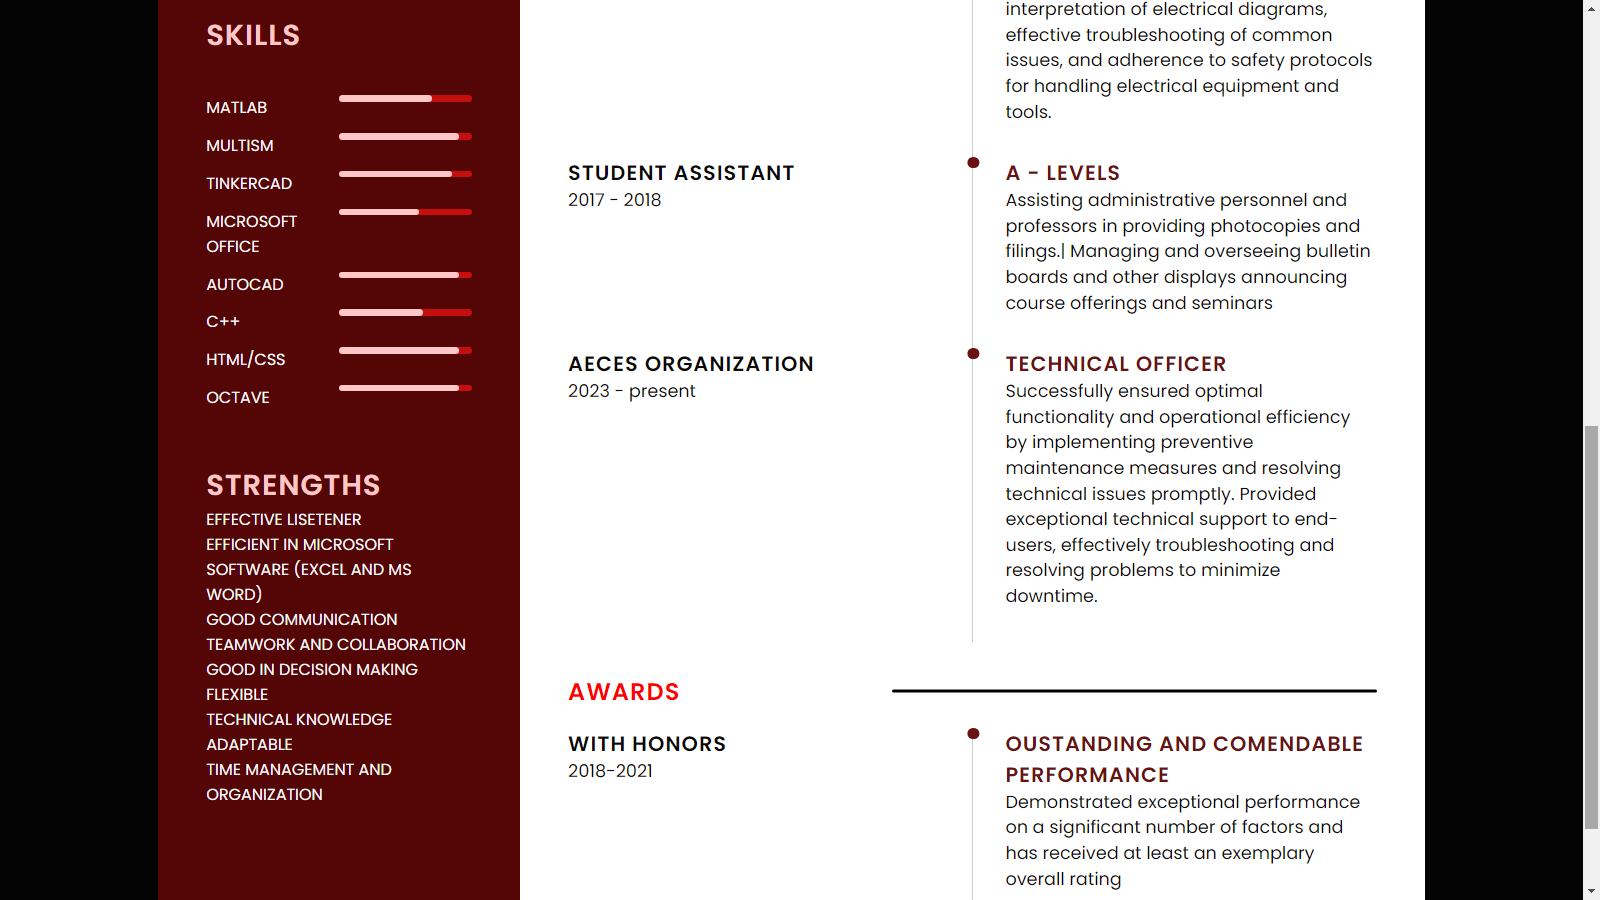 SKILLS
MATLAB
MULTISM
TINKERCAD
MICROSOFT
OFFICE
AUTOCAD
C++
HTML/CSS
OCTAVE
STRENGTHS
EFFECTIVE LISETENER
EFFICIENT IN MICROSOFT
SOFTWARE (EXCEL AND MS
WORD)
GOOD COMMUNICATION
TEAMWORK AND COLLABORATION
GOOD IN DECISION MAKING
FLEXIBLE
TECHNICAL KNOWLEDGE
ADAPTABLE
TIME MANAGEMENT AND
ORGANIZATION
interpretation of electrical diagrams,
effective troubleshooting of common
issues, and adherence to safety protocols
for handling electrical equipment and
tools.
STUDENT ASSISTANT
2017 - 2018
A - LEVELS
Assisting administrative personnel and
professors in providing photocopies and
filings.| Managing and overseeing bulletin
boards and other displays announcing
course offerings and seminars
AECES ORGANIZATION
2023 - present
TECHNICAL OFFICER
Successfully ensured optimal
functionality and operational efficiency
by implementing preventive
maintenance measures and resolving
technical issues promptly. Provided
exceptional technical support to end-
users, effectively troubleshooting and
resolving problems to minimize
downtime.
AWARDS
WITH HONORS
2018-2021
OUSTANDING AND COMENDABLE
PERFORMANCE
Demonstrated exceptional performance
on a significant number of factors and
has received at least an exemplary
overall rating